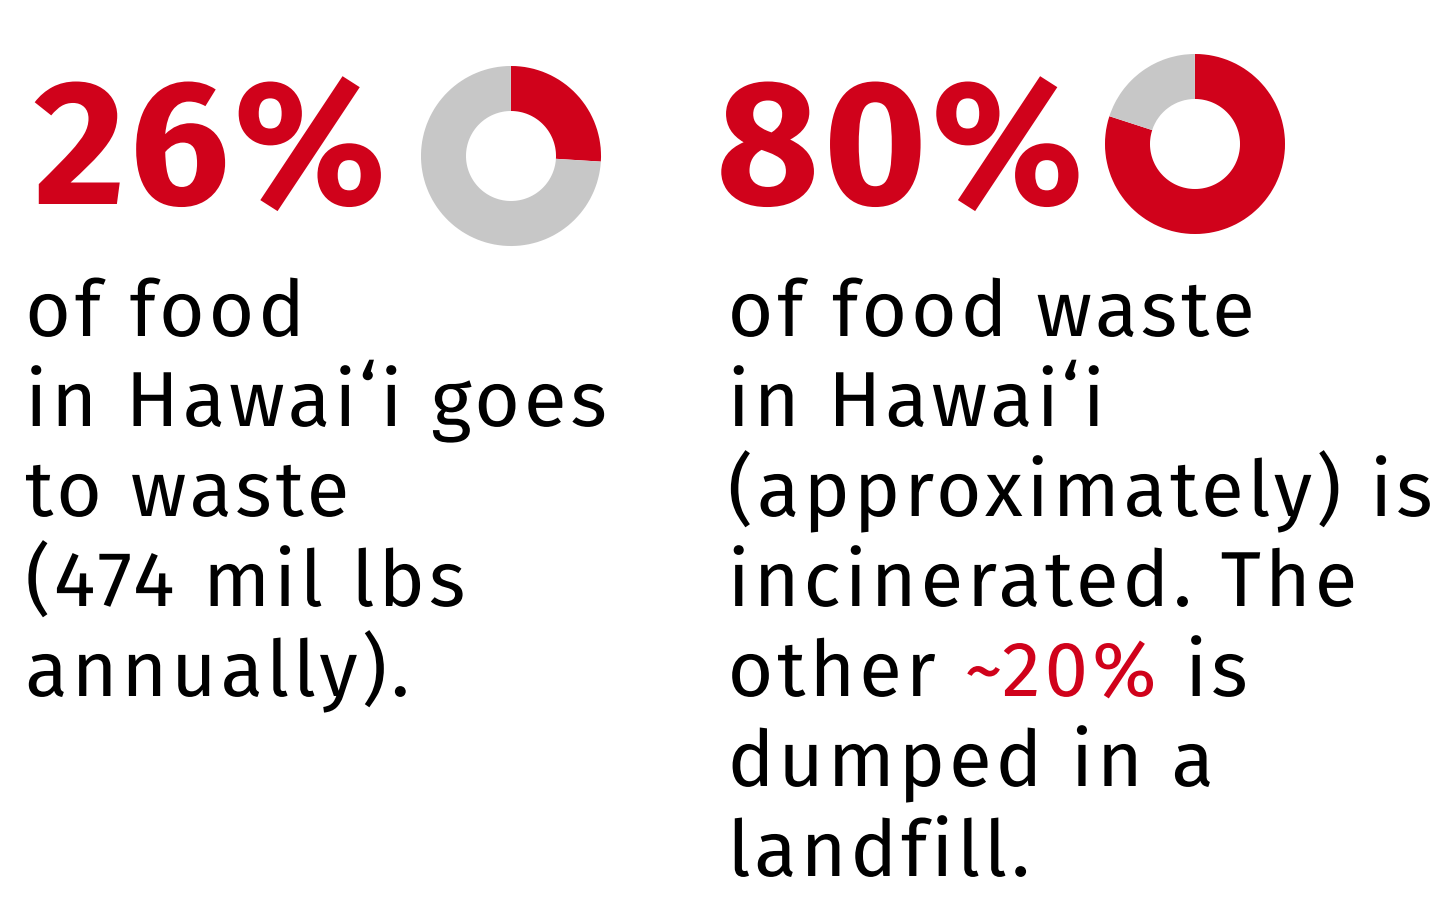 26%
of food
in Hawaiʻi goes
to waste
(474 mil lbs
annually).
80%
of food waste
in Hawaiʻi
(approximately) is
incinerated. The
other ~20% is
dumped in a
landfill.